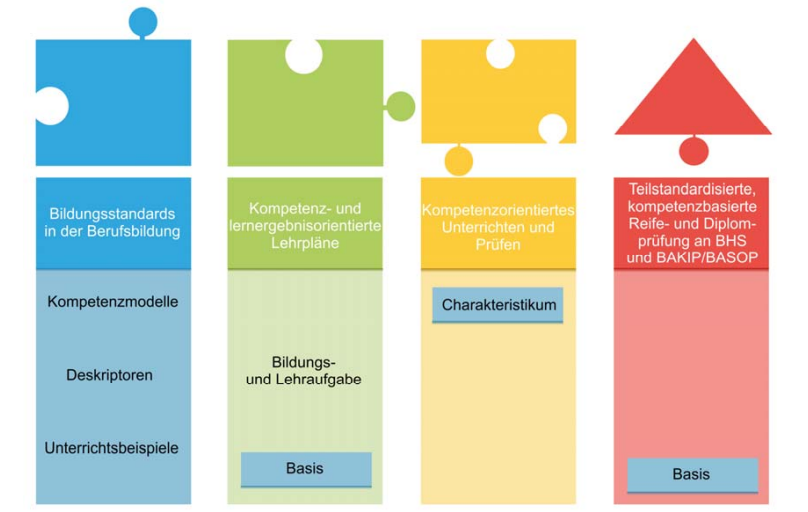 Bildungsstandards
in der Berufsbildung
Kompetenzmodelle
Deskriptoren
Unterrichtsbeispiele
Kompetenz- und
lernergebnisorientierte
Lehrpläne
Bildungs-
und Lehraufgabe
Basis
Kompetenzorientiertes
Unterrichten und
Prüfen
Charakteristikum
Teilstandardisierte,
kompetenzbasierte
Reife- und Diplom-
prüfung an BHS
und BAKIP/BASOP
Basis